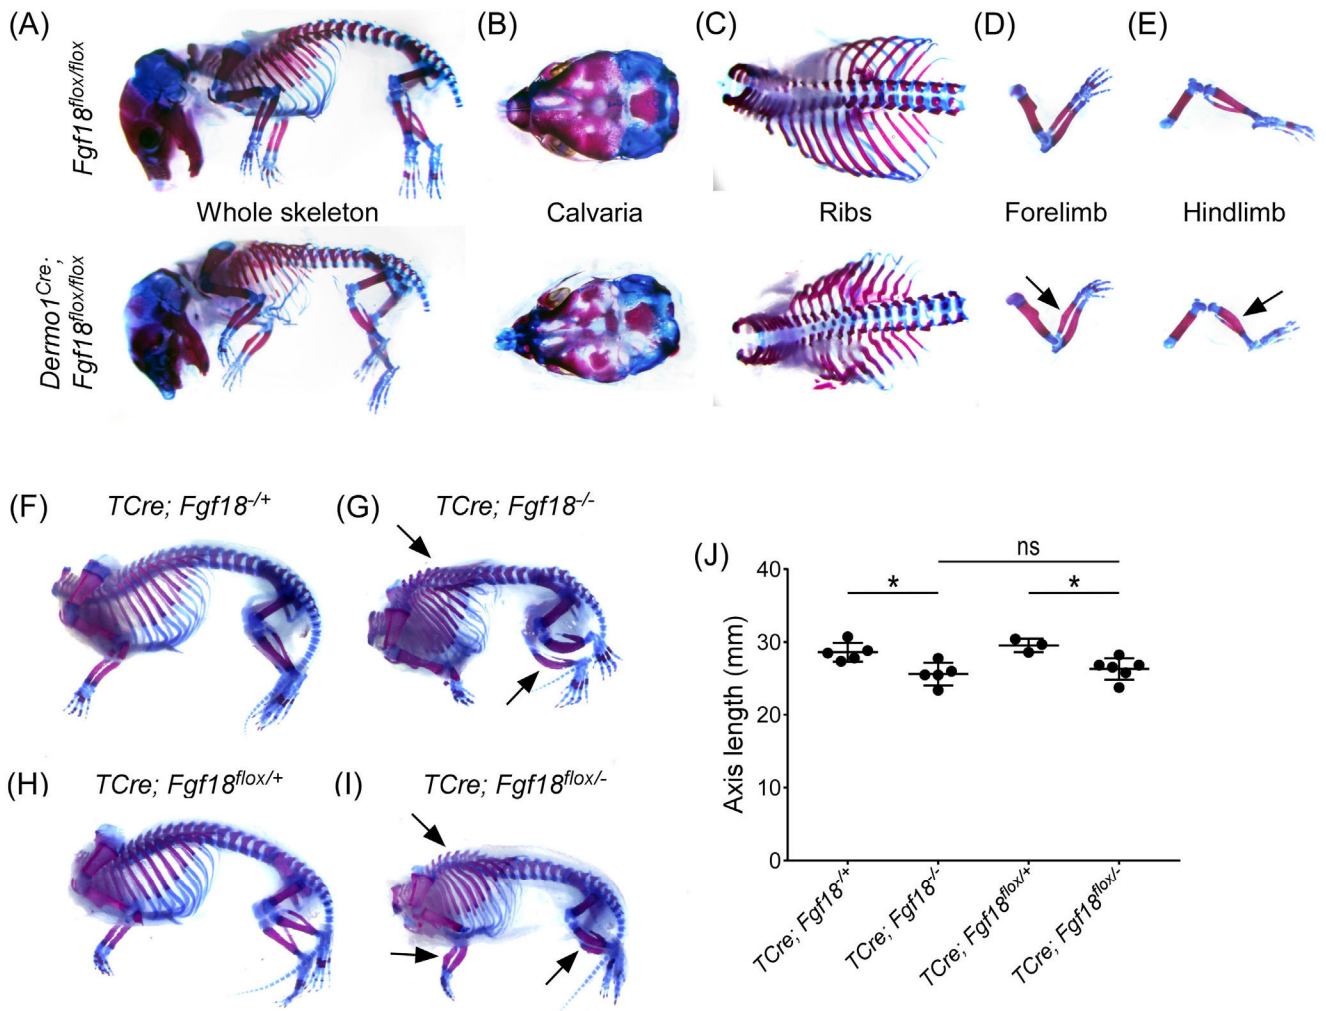 (A)
(B)
(C)
(D)
(E)
Fgf18flox/flox
Whole skeleton
Calvaria
Ribs
Forelimb
Hindlimb
Dermo1Cre;
Fgf18flox/flox
(F)
TCre; Fgf18-/+
(G)
TCre; Fgf18-/-
(H)
TCre; Fgf18flox/+
(I)
TCre; Fgf18flox/-
(J)
ns
*
*
Axis length (mm)
40
30
20
10
0
TCre; Fgf18-/+
TCre; Fgf18-/-
TCre; Fgf18flox/+
TCre; Fgf18flox/-